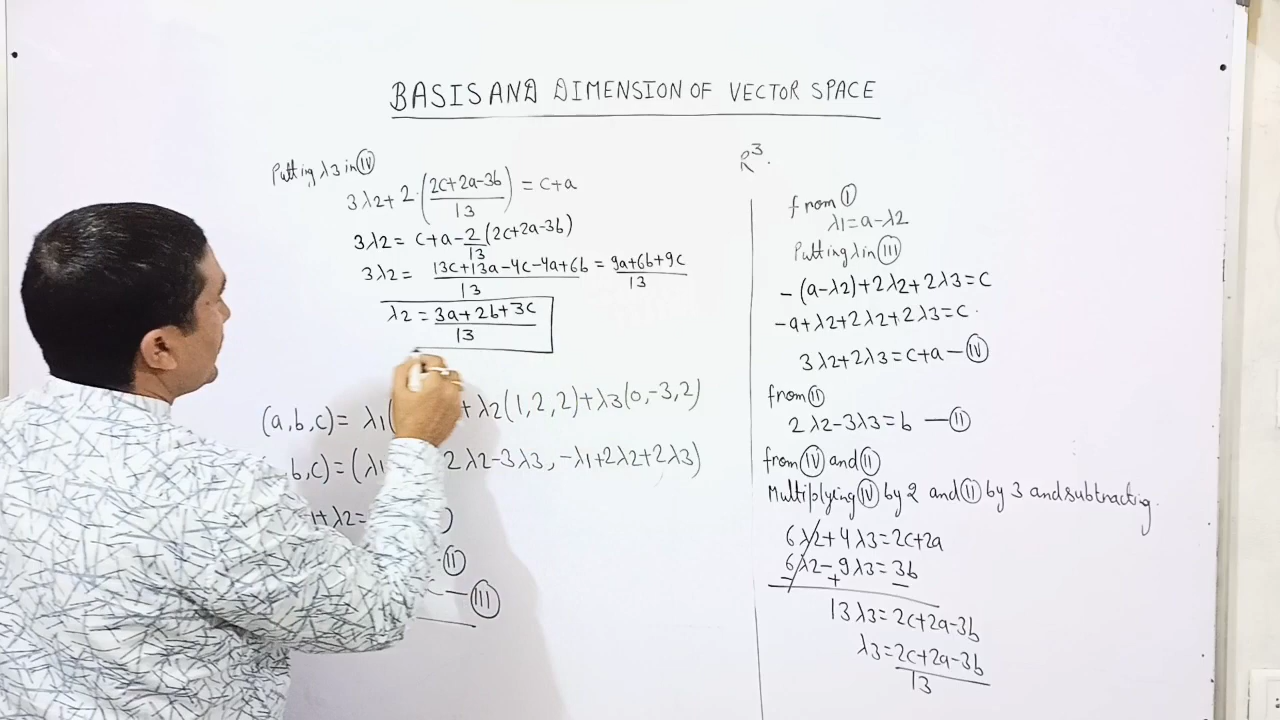 BASIS AND DIMENSION OF VECTOR SPACE
Putting λ3 in (IV)
3λ2+2·(2c+2a-3b/13) = c+a
3λ2 = c+a-2/13(2c+2a-3b)
3λ2 = 13c+13a-4c-4a+6b/13 = 9a+6b+9c/13
λ2 = 3a+2b+3c/13
(a,b,c) = λ1( +λ2(1,2,2)+λ3(0,-3,2)
b,c)=(λ1 2λ2-3λ3, -λ1+2λ2+2λ3)
+λ2=
(II)
— (III)
R³.
from (I)
λ1=a-λ2
Putting λ in (III)
-(a-λ2)+2λ2+2λ3=C
-a+λ2+2λ2+2λ3=C.
3λ2+2λ3=c+a — (IV)
from (II)
2λ2-3λ3=b — (II)
from (IV) and (II)
Multiplying (IV) by 2 and (II) by 3 and subtracting.
6λ2+4λ3=2c+2a
6λ2-9λ3=3b
- + -
13λ3=2c+2a-3b
λ3=2c+2a-3b/13